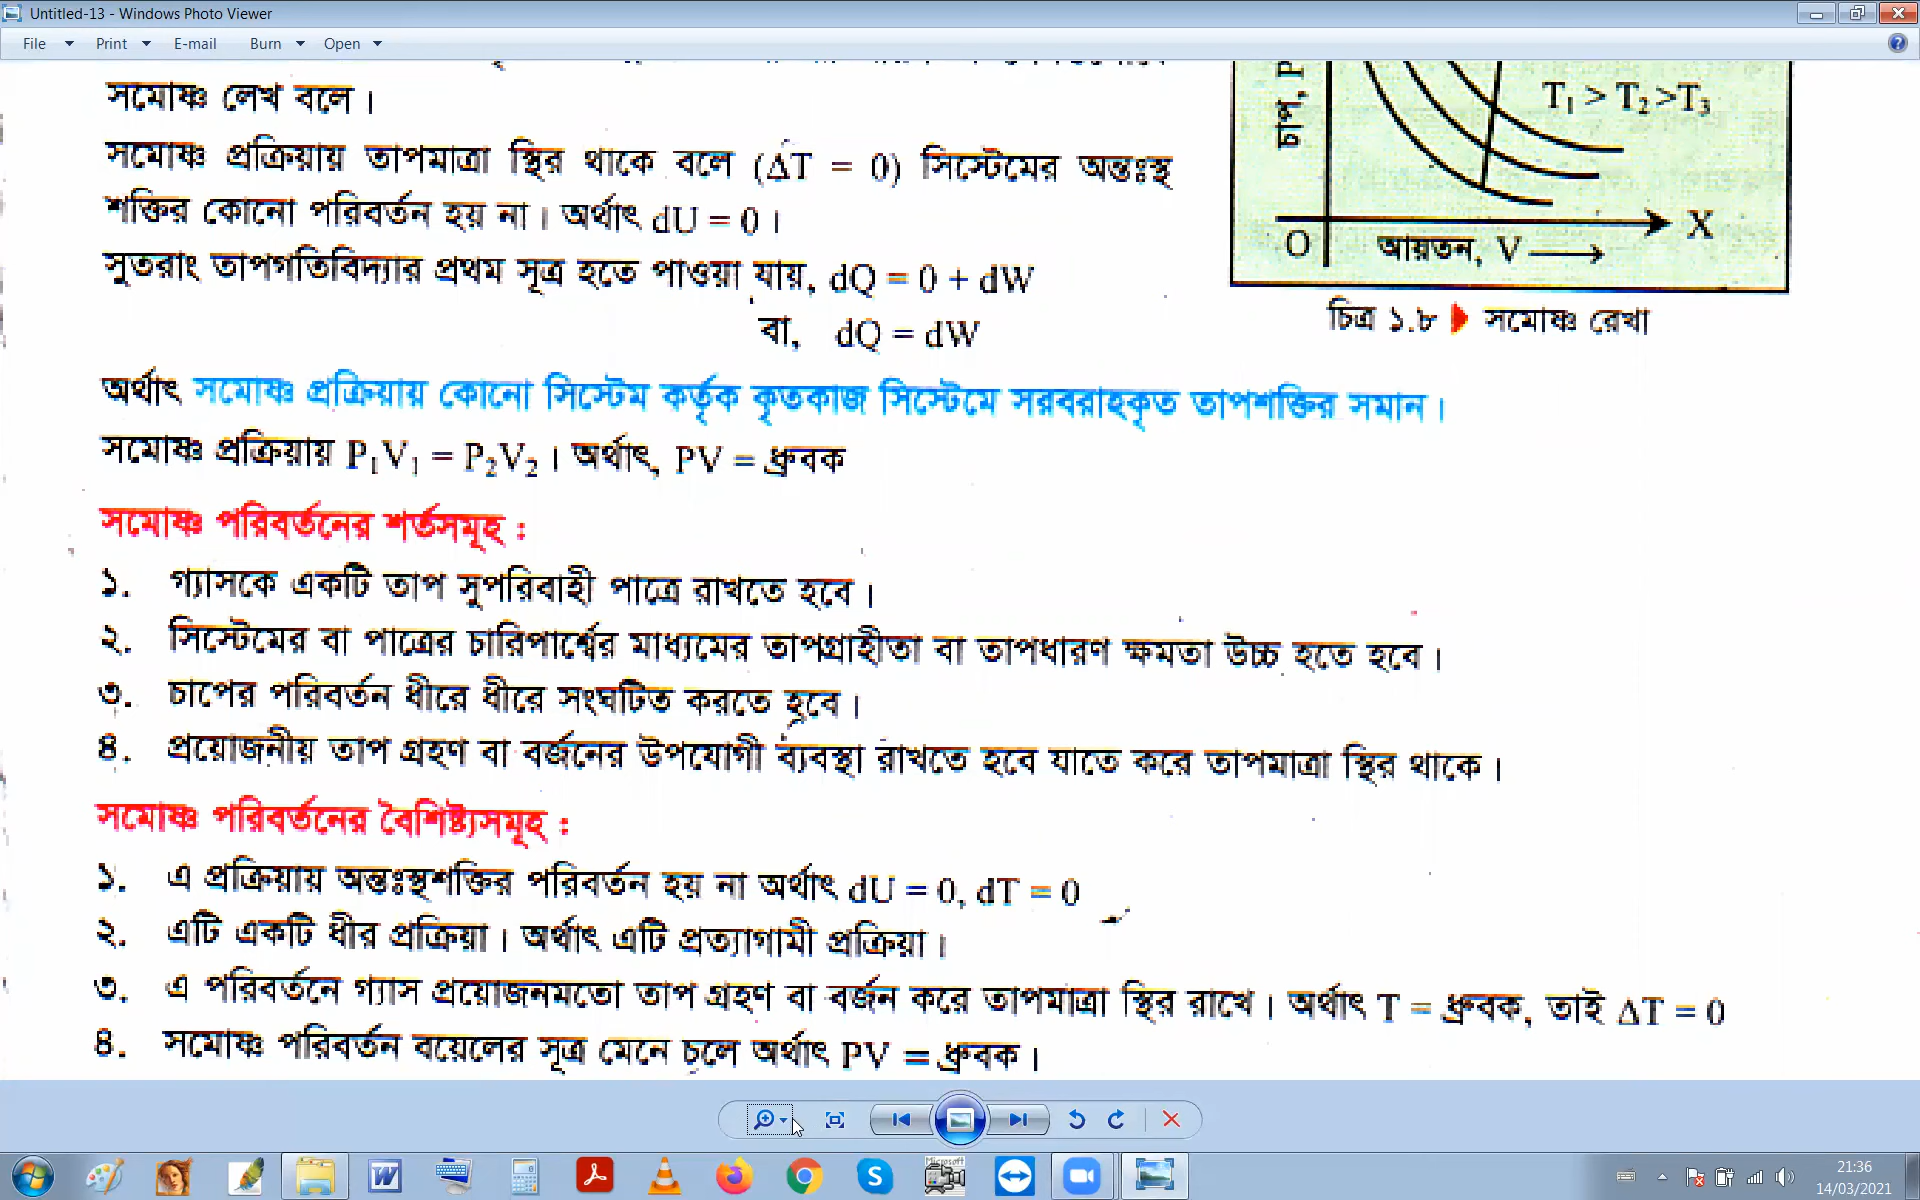 Untitled-13 - Windows Photo Viewer
File Print E-mail Burn Open
সমোষ্ণ লেখ বলে।
সমোষ্ণ প্রক্রিয়ায় তাপমাত্রা স্থির থাকে বলে (ΔT = 0) সিস্টেমের অন্তঃস্থ
শক্তির কোনো পরিবর্তন হয় না। অর্থাৎ dU = 0।
সুতরাং তাপগতিবিদ্যার প্রথম সূত্র হতে পাওয়া যায়, dQ = 0 + dW
বা, dQ = dW
চাপ, P
T₁ > T₂ >T₃
O
X
আয়তন, V
চিত্র ১.৮ সমোষ্ণ রেখা
অর্থাৎ সমোষ্ণ প্রক্রিয়ায় কোনো সিস্টেম কর্তৃক কৃতকাজ সিস্টেমে সরবরাহকৃত তাপশক্তির সমান।
সমোষ্ণ প্রক্রিয়ায় P₁V₁ = P₂V₂। অর্থাৎ, PV = ধ্রুবক
সমোষ্ণ পরিবর্তনের শর্তসমূহ :
১. গ্যাসকে একটি তাপ সুপরিবাহী পাত্রে রাখতে হবে।
২. সিস্টেমের বা পাত্রের চারিপার্শ্বের মাধ্যমের তাপগ্রাহীতা বা তাপধারণ ক্ষমতা উচ্চ হতে হবে।
৩. চাপের পরিবর্তন ধীরে ধীরে সংঘটিত করতে হবে।
৪. প্রয়োজনীয় তাপ গ্রহণ বা বর্জনের উপযোগী ব্যবস্থা রাখতে হবে যাতে করে তাপমাত্রা স্থির থাকে।
সমোষ্ণ পরিবর্তনের বৈশিষ্ট্যসমূহ :
১. এ প্রক্রিয়ায় অন্তঃস্থশক্তির পরিবর্তন হয় না অর্থাৎ dU = 0, dT = 0
২. এটি একটি ধীর প্রক্রিয়া। অর্থাৎ এটি প্রত্যাগামী প্রক্রিয়া।
৩. এ পরিবর্তনে গ্যাস প্রয়োজনমতো তাপ গ্রহণ বা বর্জন করে তাপমাত্রা স্থির রাখে। অর্থাৎ T = ধ্রুবক, তাই ΔT = 0
৪. সমোষ্ণ পরিবর্তন বয়েলের সূত্র মেনে চলে অর্থাৎ PV = ধ্রুবক।
21:36
14/03/2021